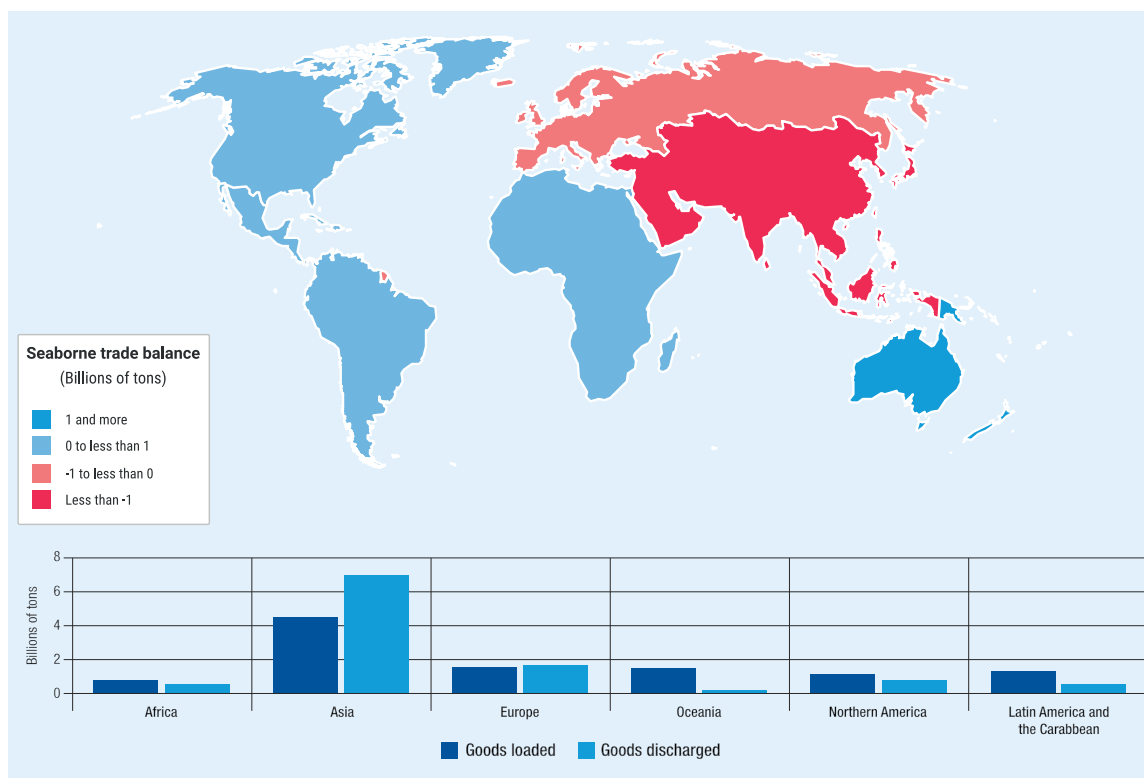 Seaborne trade balance
(Billions of tons)
1 and more
0 to less than 1
-1 to less than 0
Less than -1
Billions of tons
8
6
4
2
0
Africa
Asia
Europe
Oceania
Northern America
Latin America and
the Carabbean
Goods loaded
Goods discharged